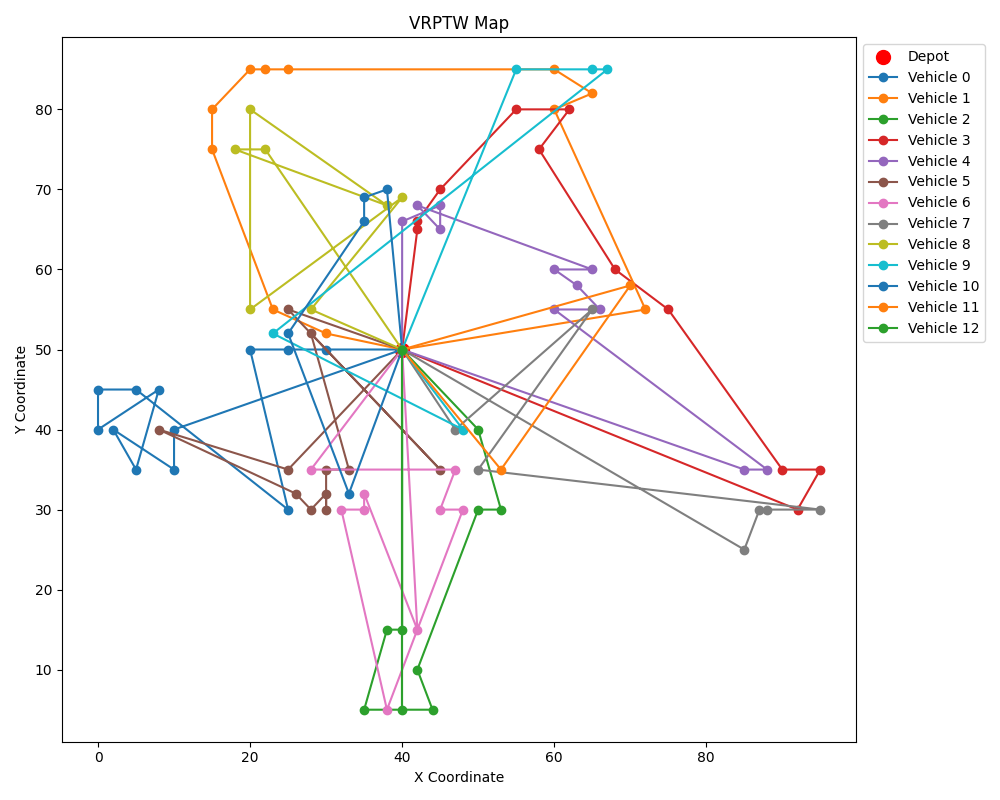 VRPTW Map
Y Coordinate
80
70
60
50
40
30
20
10
0
20
40
60
80
X Coordinate
Depot
Vehicle 0
Vehicle 1
Vehicle 2
Vehicle 3
Vehicle 4
Vehicle 5
Vehicle 6
Vehicle 7
Vehicle 8
Vehicle 9
Vehicle 10
Vehicle 11
Vehicle 12